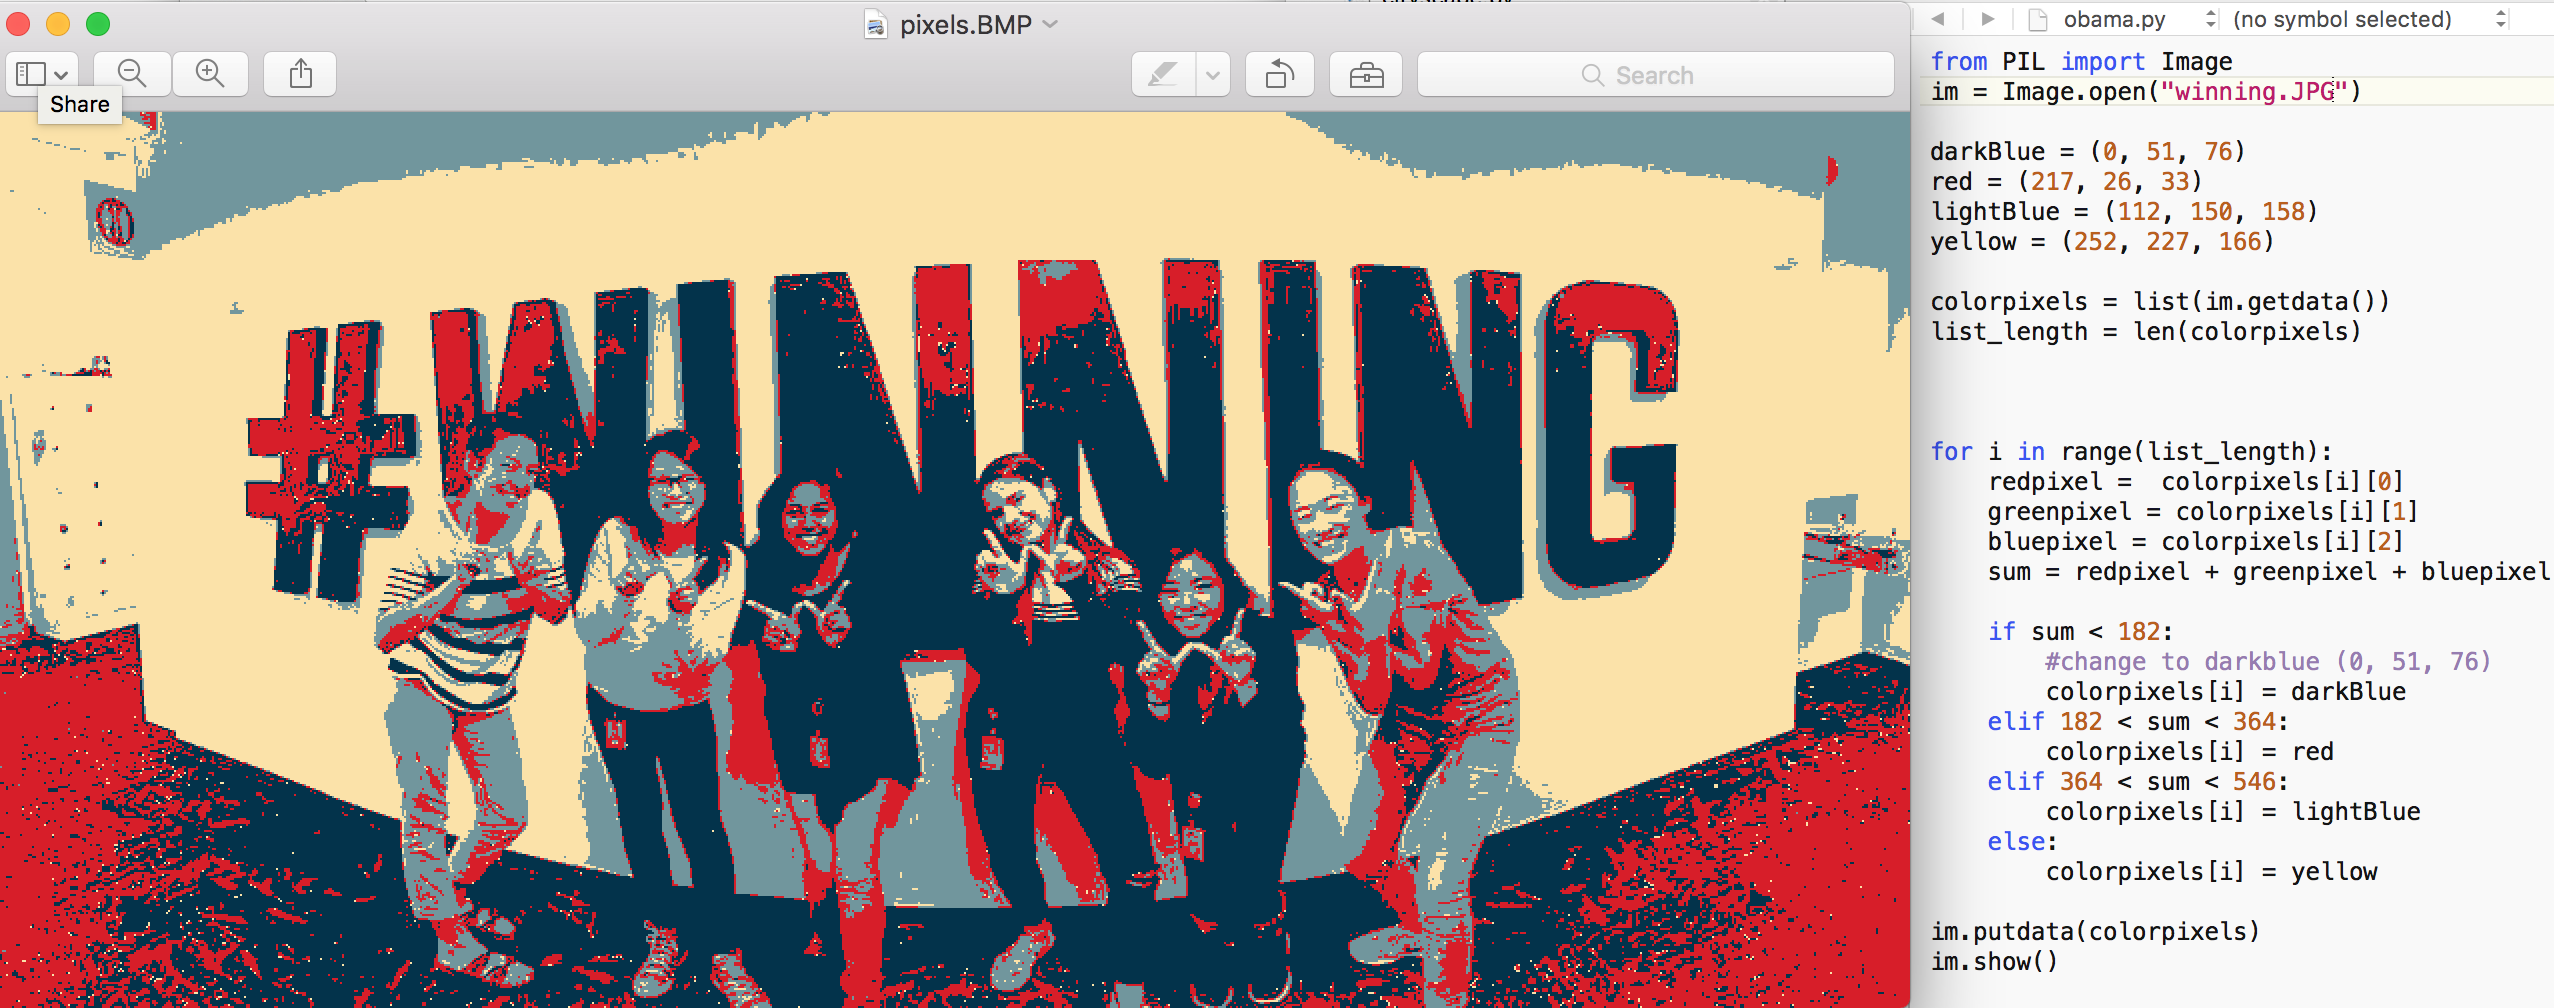 pixels.BMP
Share
Search
#WINNING
obama.py
(no symbol selected)
from PIL import Image
im = Image.open("winning.JPG")
darkBlue = (0, 51, 76)
red = (217, 26, 33)
lightBlue = (112, 150, 158)
yellow = (252, 227, 166)
colorpixels = list(im.getdata())
list_length = len(colorpixels)
for i in range(list_length):
    redpixel =  colorpixels[i][0]
    greenpixel = colorpixels[i][1]
    bluepixel = colorpixels[i][2]
    sum = redpixel + greenpixel + bluepixel
    if sum < 182:
        #change to darkblue (0, 51, 76)
        colorpixels[i] = darkBlue
    elif 182 < sum < 364:
        colorpixels[i] = red
    elif 364 < sum < 546:
        colorpixels[i] = lightBlue
    else:
        colorpixels[i] = yellow
im.putdata(colorpixels)
im.show()